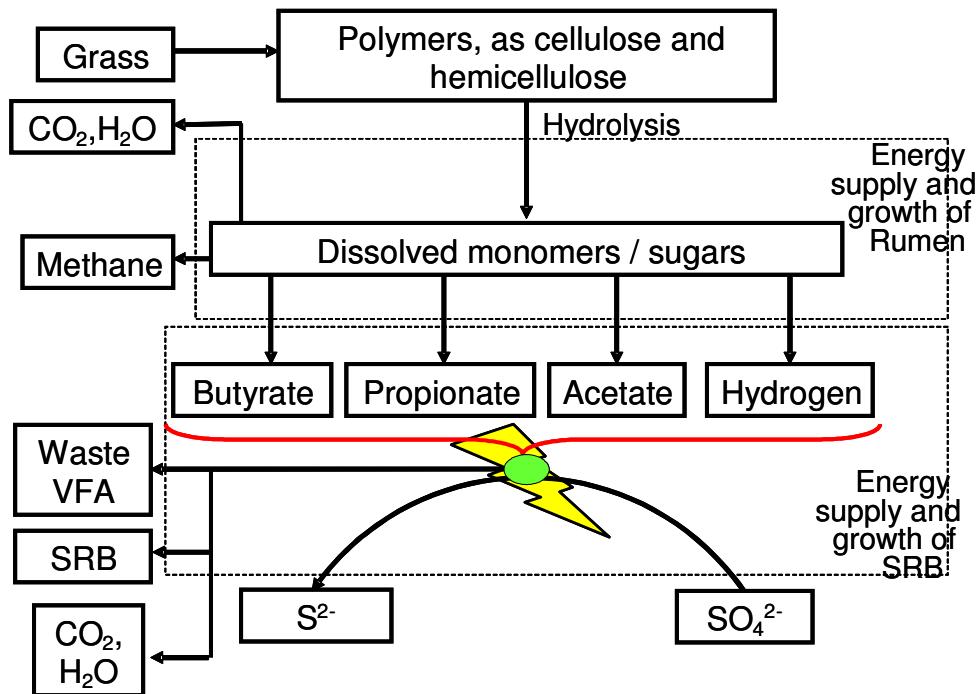 Grass
Polymers, as cellulose and
hemicellulose
CO₂,H₂O
Hydrolysis
Energy
supply and
growth of
Rumen
Dissolved monomers / sugars
Methane
Butyrate
Propionate
Acetate
Hydrogen
Waste
VFA
Energy
supply and
growth of
SRB
SRB
S²⁻
SO₄²⁻
CO₂,
H₂O